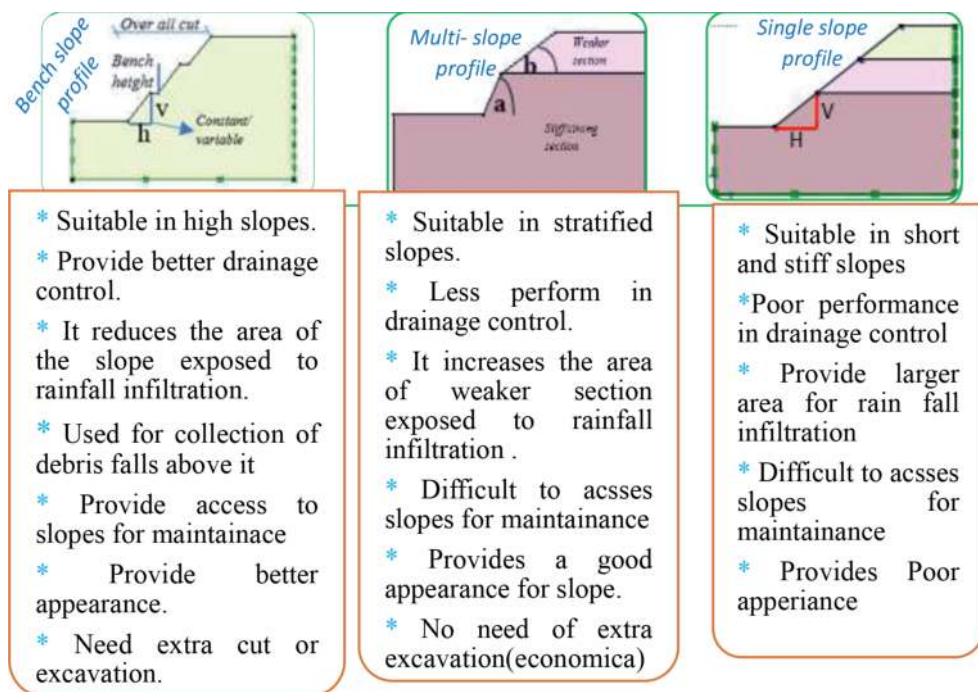 Bench slope
profile
Over all cut
Bench
height
v
h
Constant/
variable
Multi- slope
profile
Weaker
section
b
a
Stiff/strong
section
Single slope
profile
V
H
* Suitable in high slopes.
* Provide better drainage
control.
* It reduces the area of
the slope exposed to
rainfall infiltration.
* Used for collection of
debris falls above it
* Provide access to
slopes for maintainace
* Provide better
appearance.
* Need extra cut or
excavation.
* Suitable in stratified
slopes.
* Less perform in
drainage control.
* It increases the area
of weaker section
exposed to rainfall
infiltration .
* Difficult to acsses
slopes for maintainance
* Provides a good
appearance for slope.
* No need of extra
excavation(economica)
* Suitable in short
and stiff slopes
*Poor performance
in drainage control
* Provide larger
area for rain fall
infiltration
* Difficult to acsses
slopes for
maintainance
* Provides Poor
apperiance